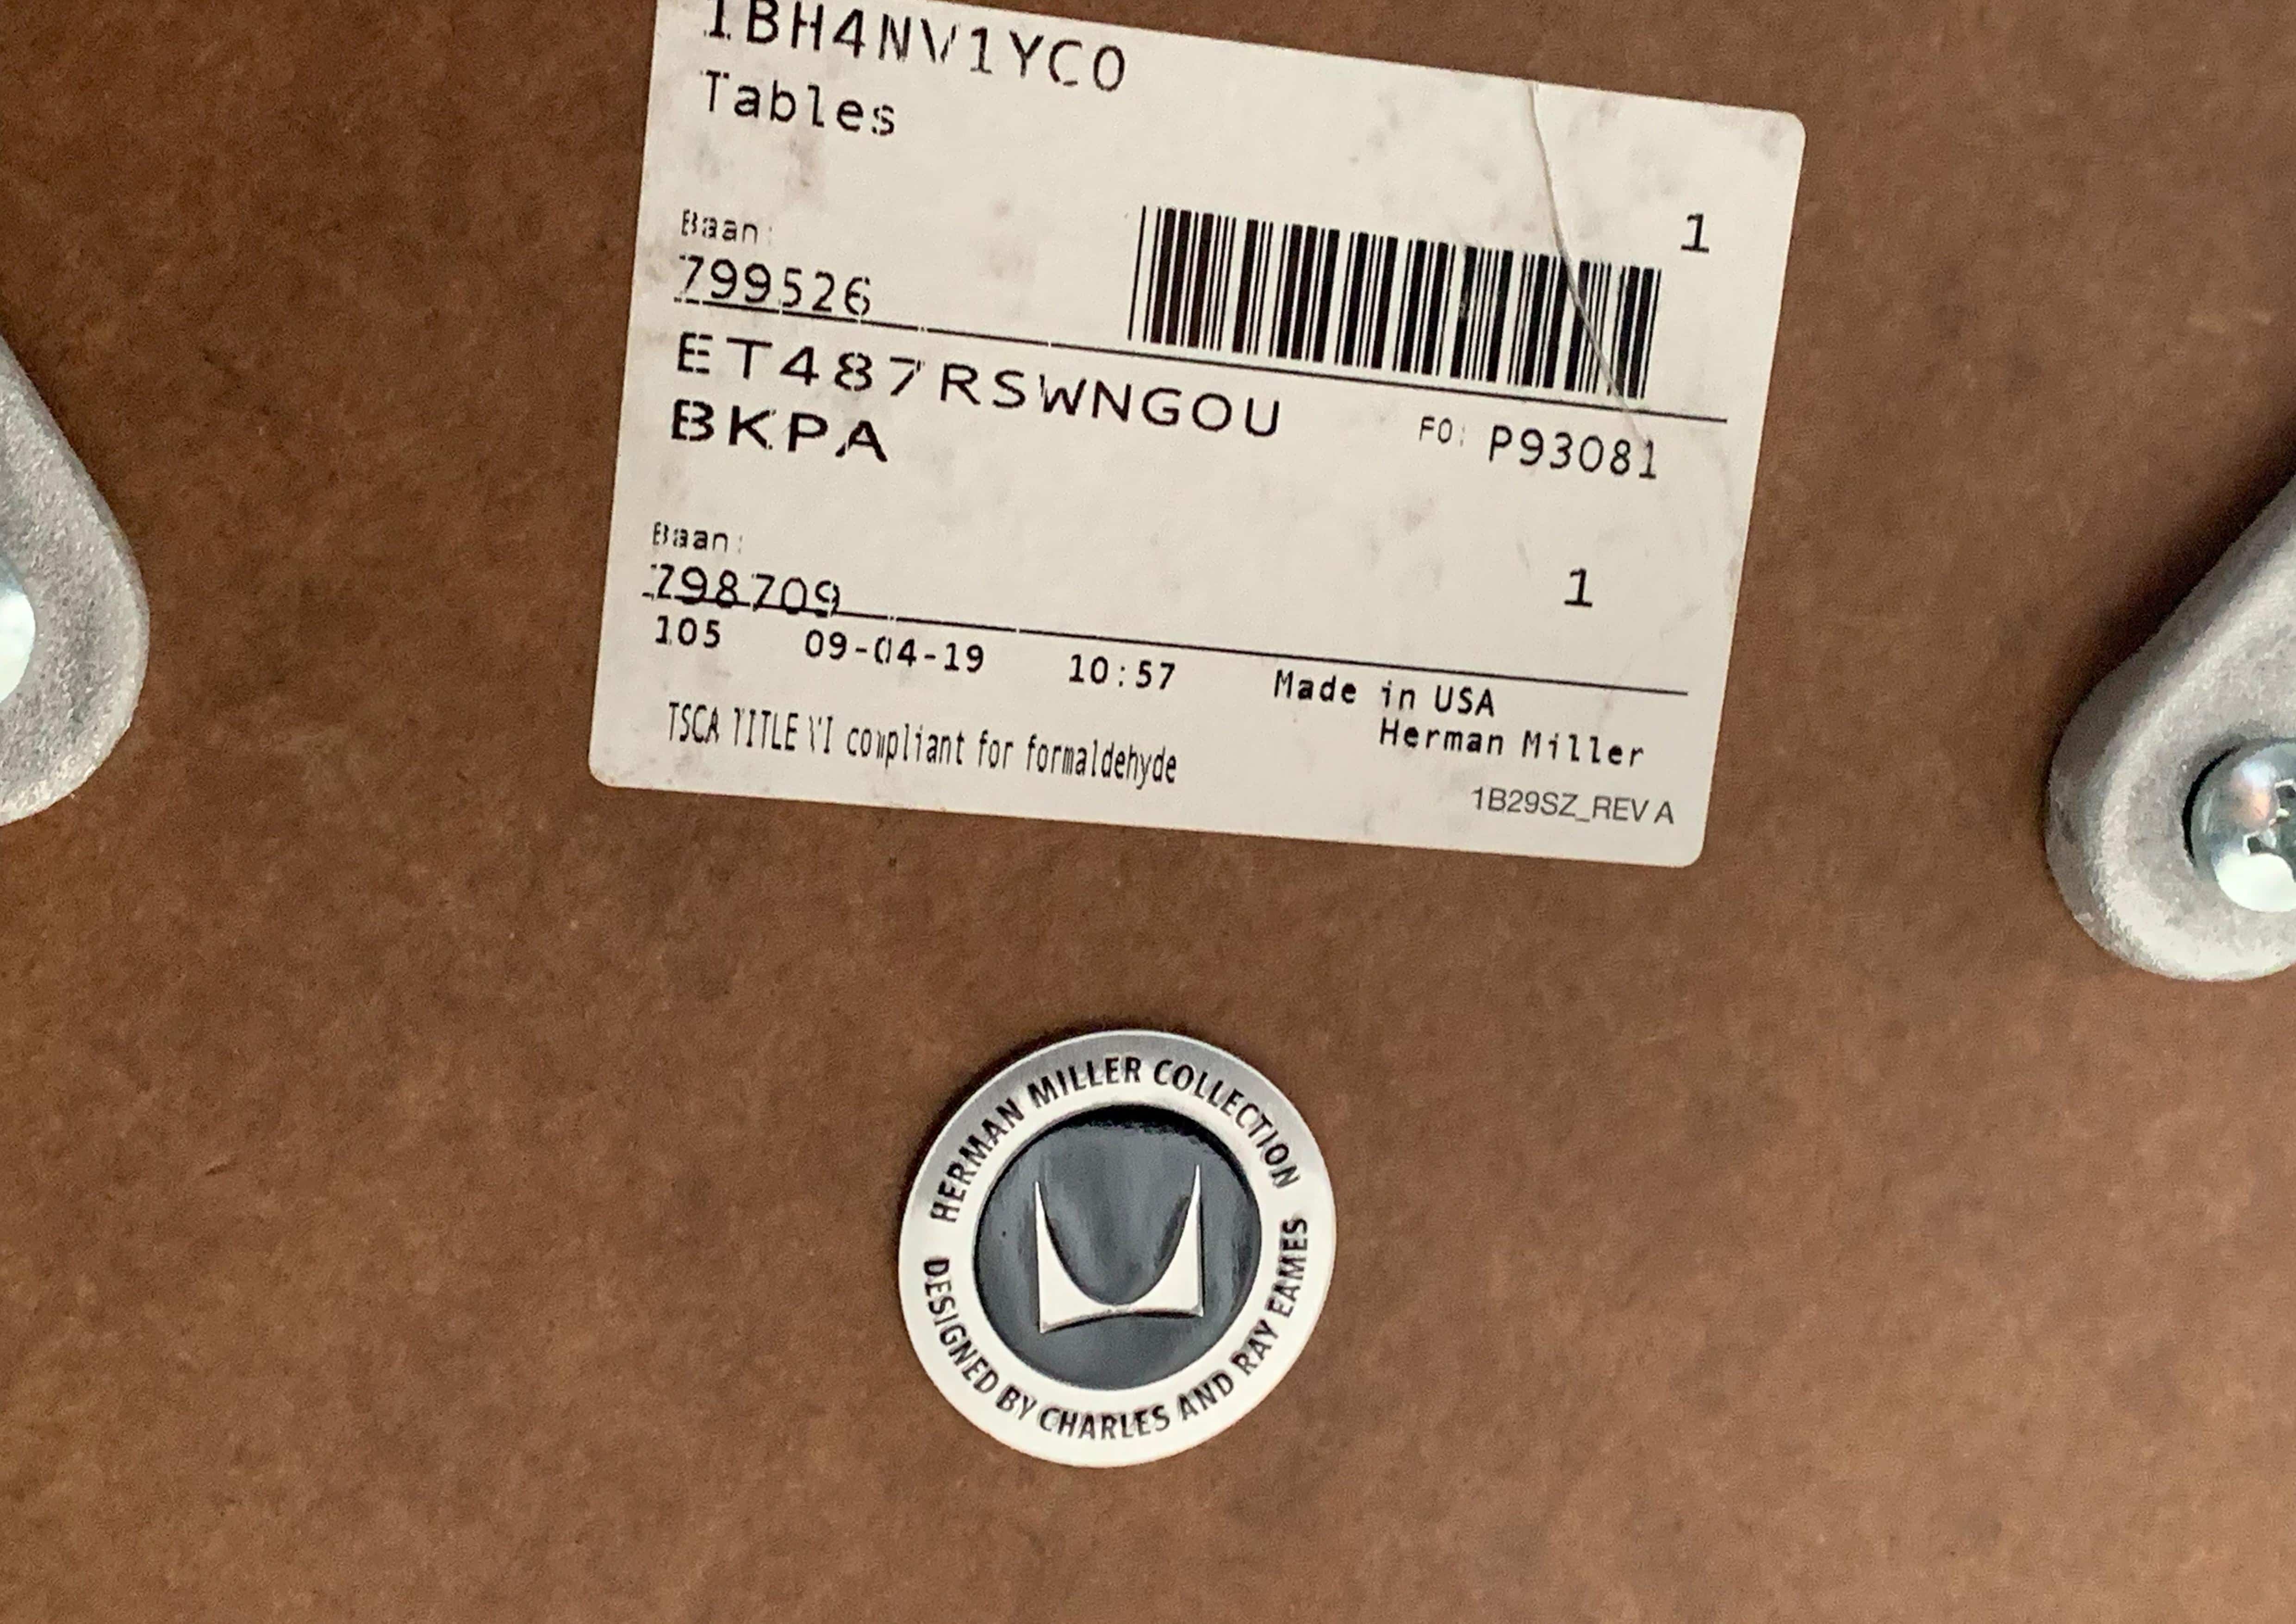 1BH4NV1YCO
Tables
1
Baan:
799526
ET487RSWNGOU
BKPA
FO: P93081
Baan:
798709
1
105 09-04-19 10:57 Made in USA
Herman Miller
TSCA TITLE VI compliant for formaldehyde
1B29SZ_REV A
HERMAN MILLER COLLECTION
DESIGNED BY CHARLES AND RAY EAMES